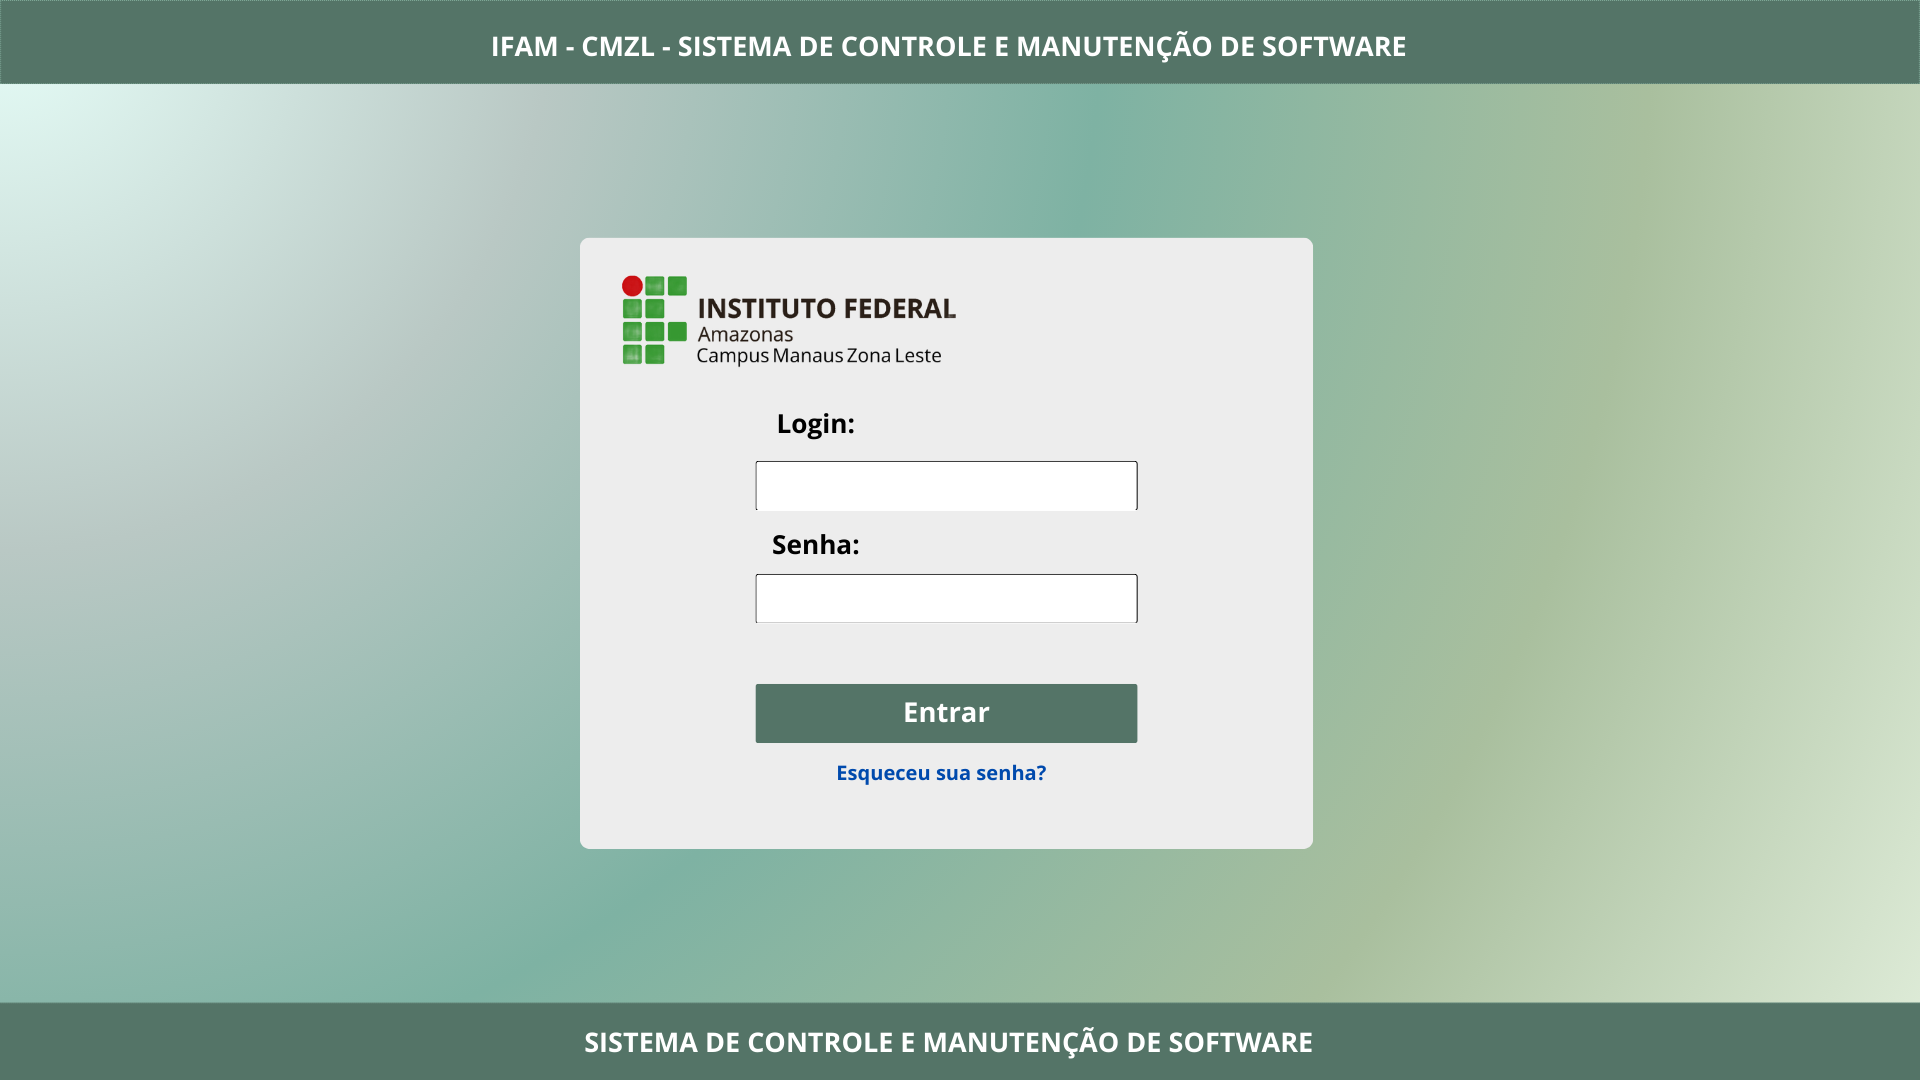 IFAM - CMZL - SISTEMA DE CONTROLE E MANUTENÇÃO DE SOFTWARE
INSTITUTO FEDERAL
Amazonas
Campus Manaus Zona Leste
Login:
Senha:
Entrar
Esqueceu sua senha?
SISTEMA DE CONTROLE E MANUTENÇÃO DE SOFTWARE